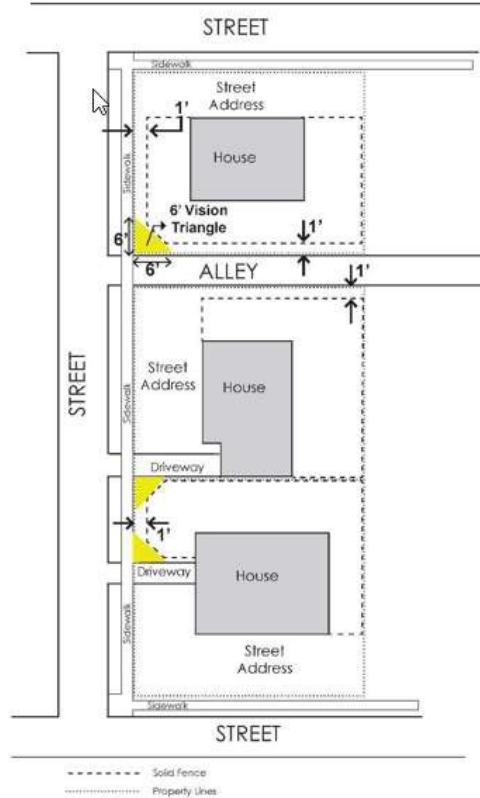 STREET
Sidewalk
Street
Address
1'
House
Sidewalk
6' Vision
Triangle
1'
6'
6'
ALLEY
1'
STREET
Street
Address
House
Sidewalk
Driveway
1'
Driveway
House
Sidewalk
Street
Address
Sidewalk
STREET
Solid Fence
Property Lines